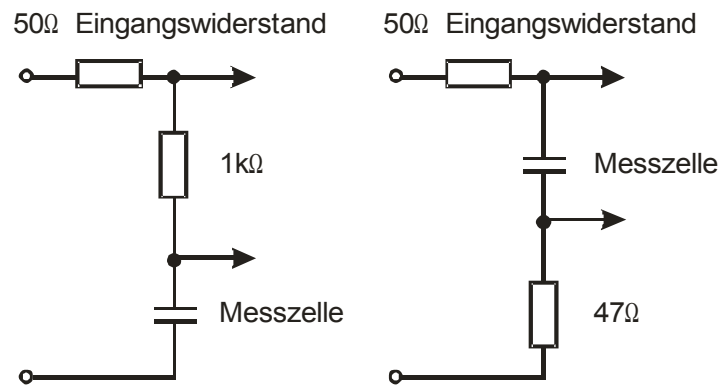 50Ω Eingangswiderstand
50Ω Eingangswiderstand
1kΩ
Messzelle
Messzelle
47Ω